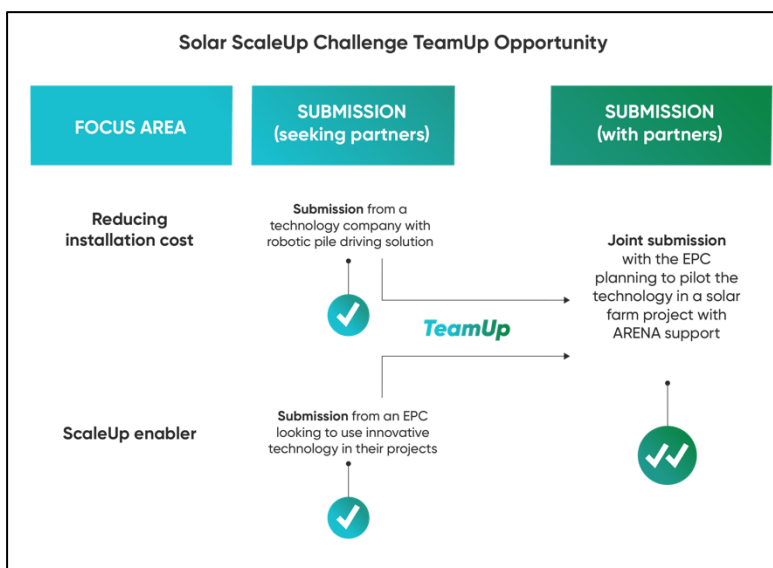 Solar ScaleUp Challenge TeamUp Opportunity
FOCUS AREA
SUBMISSION
(seeking partners)
SUBMISSION
(with partners)
Reducing
installation cost
Submission from a
technology company with
robotic pile driving solution
Joint submission
with the EPC
planning to pilot the
technology in a solar
farm project with
ARENA support
TeamUp
ScaleUp enabler
Submission from an EPC
looking to use innovative
technology in their projects